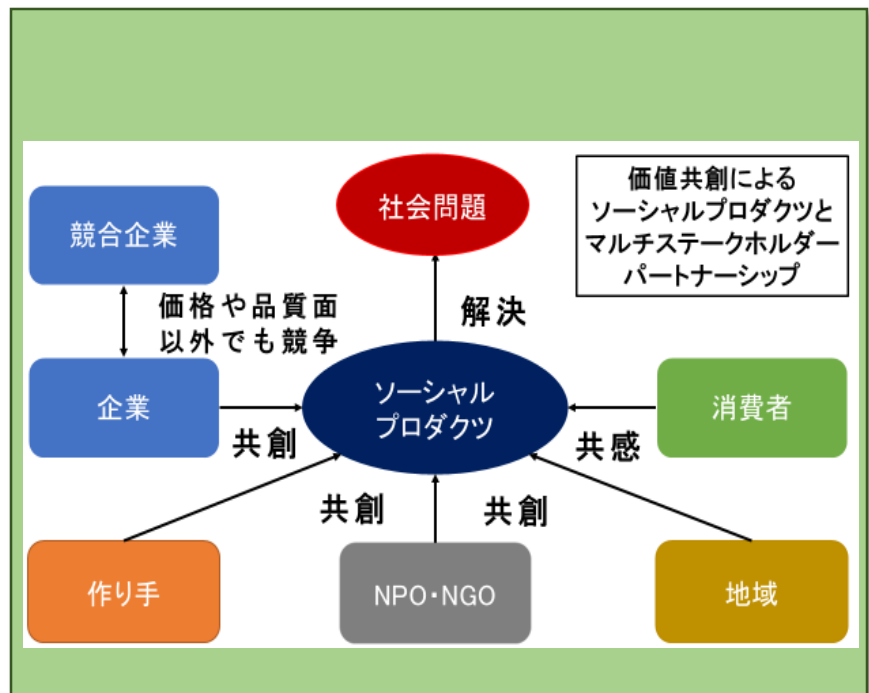 社会問題
価値共創による
ソーシャルプロダクツと
マルチステークホルダー
パートナーシップ
競合企業
価格や品質面
以外でも競争
解決
企業
ソーシャル
プロダクツ
消費者
共創
共感
共創
共創
作り手
NPO・NGO
地域